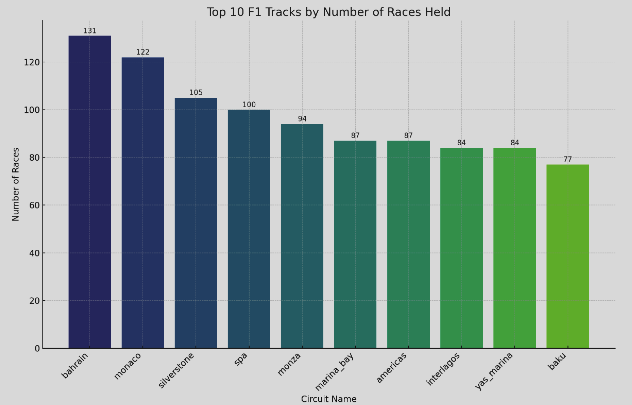 Top 10 F1 Tracks by Number of Races Held
131
122
105
100
94
87
87
84
84
77
Number of Races
120
100
80
60
40
20
0
bahrain
monaco
silverstone
spa
monza
marina_bay
americas
interlagos
yas_marina
baku
Circuit Name